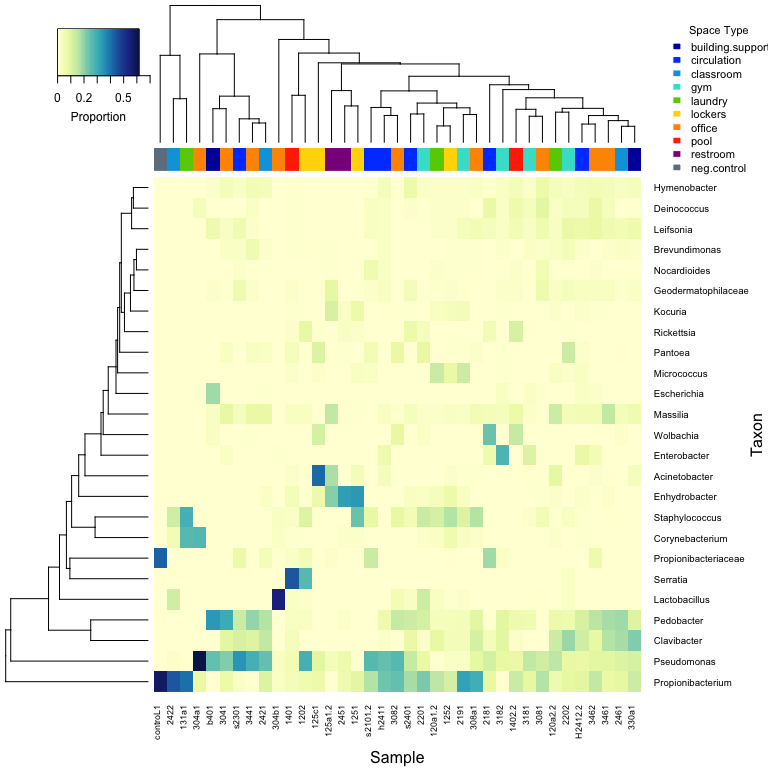 0 0.2 0.5
Proportion
Space Type
building.support
circulation
classroom
gym
laundry
lockers
office
pool
restroom
neg.control
Hymenobacter
Deinococcus
Leifsonia
Brevundimonas
Nocardioides
Geodermatophilaceae
Kocuria
Rickettsia
Pantoea
Micrococcus
Escherichia
Massilia
Wolbachia
Enterobacter
Acinetobacter
Enhydrobacter
Staphylococcus
Corynebacterium
Propionibacteriaceae
Serratia
Lactobacillus
Pedobacter
Clavibacter
Pseudomonas
Propionibacterium
Taxon
controL1
2422
131a1
304a1
b401
3041
s2301
3441
2421
304b1
1401
1202
125c1
125a1.2
2451
1251
s2101.2
h2411
3082
s2401
2201
120a1.2
1252
2191
308a1
2181
3182
1402.2
3181
3081
120a2.2
2202
H2412.2
3462
3461
2461
330a1
Sample